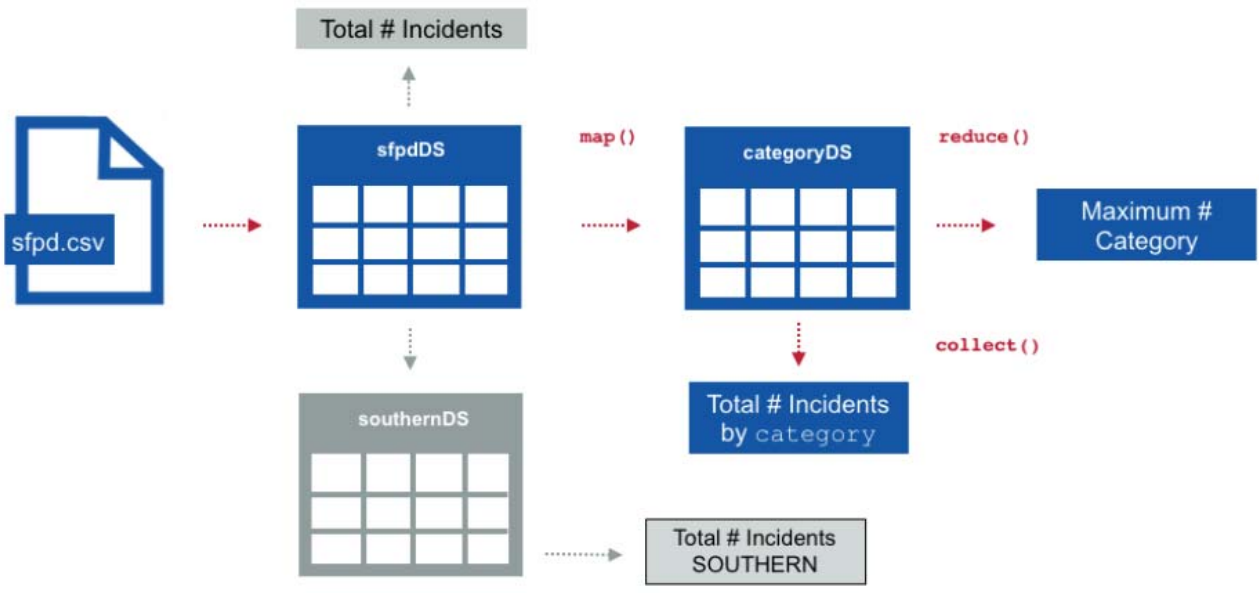 Total # Incidents
sfpd.csv
sfpdDS
map()
categoryDS
reduce()
Maximum #
Category
collect()
Total # Incidents
by category
southernDS
Total # Incidents
SOUTHERN